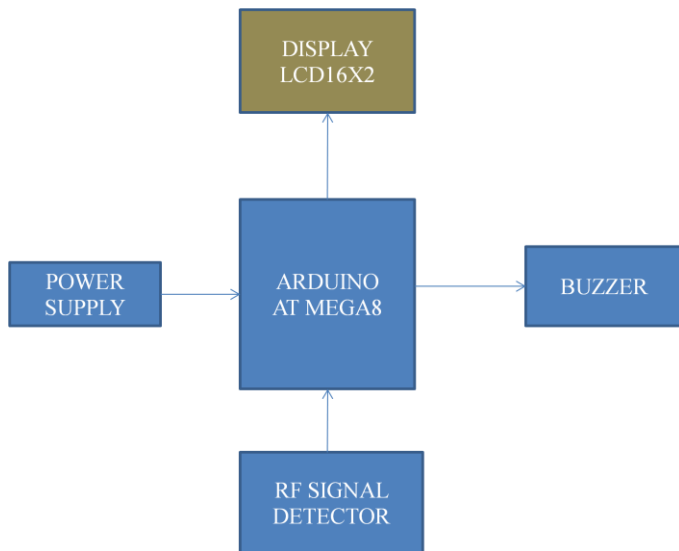 DISPLAY
LCD16X2
POWER
SUPPLY
ARDUINO
AT MEGA8
BUZZER
RF SIGNAL
DETECTOR